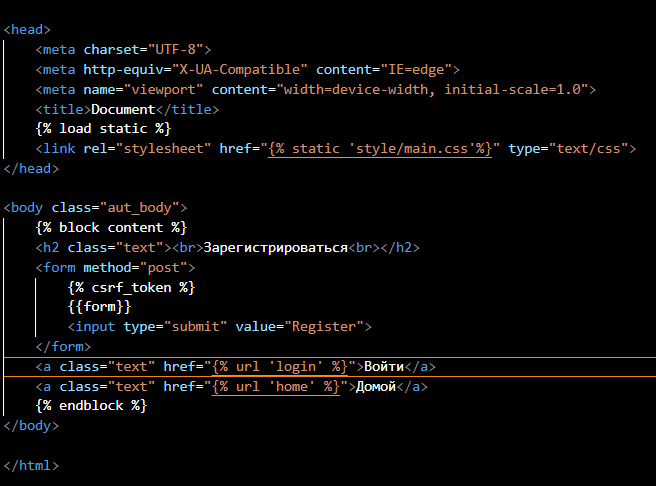 <head>
    <meta charset="UTF-8">
    <meta http-equiv="X-UA-Compatible" content="IE=edge">
    <meta name="viewport" content="width=device-width, initial-scale=1.0">
    <title>Document</title>
    {% load static %}
    <link rel="stylesheet" href="{% static 'style/main.css'%}" type="text/css">
</head>

<body class="aut_body">
    {% block content %}
    <h2 class="text"><br>Зарегистрироваться<br></h2>
    <form method="post">
        {% csrf_token %}
        {{form}}
        <input type="submit" value="Register">
    </form>
    <a class="text" href="{% url 'login' %}">Войти</a>
    <a class="text" href="{% url 'home' %}">Домой</a>
    {% endblock %}
</body>

</html>